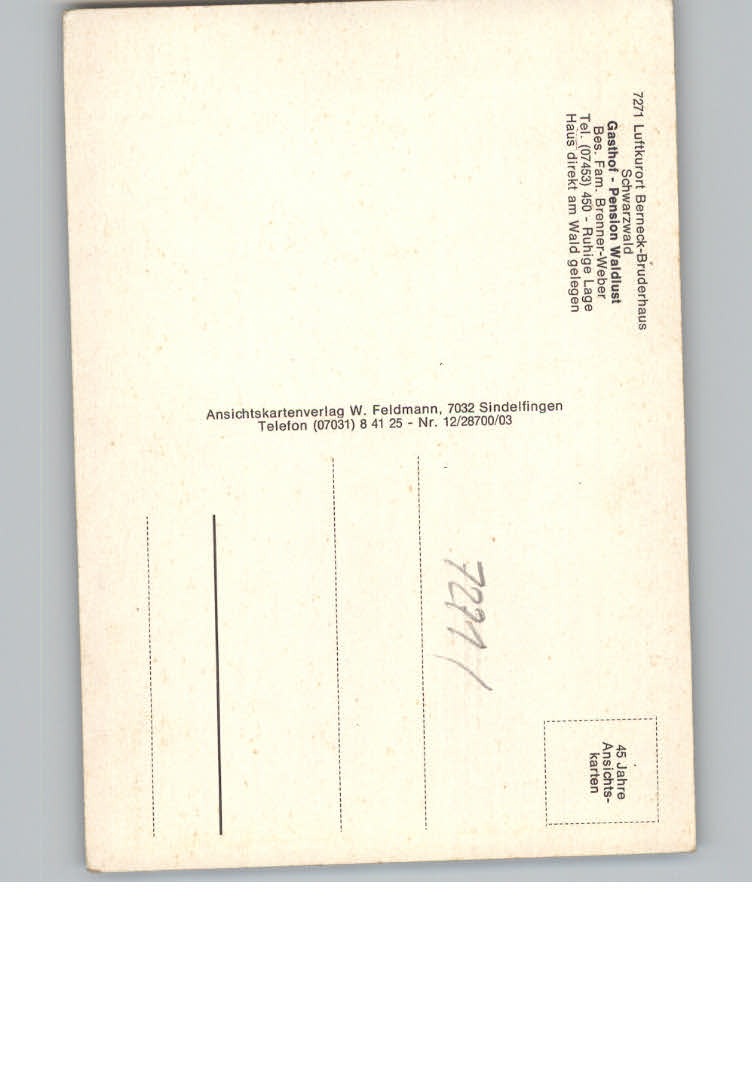 7271 Luftkurort Berneck-Bruderhaus
Schwarzwald
Gasthof - Pension Waldlust
Bes. Fam. Brenner-Weber
Tel. (07453) 450 - Ruhige Lage
Haus direkt am Wald gelegen
Ansichtskartenverlag W. Feldmann, 7032 Sindelfingen
Telefon (07031) 8 41 25 - Nr. 12/28700/03
7271
45 Jahre
Ansichts-
karten